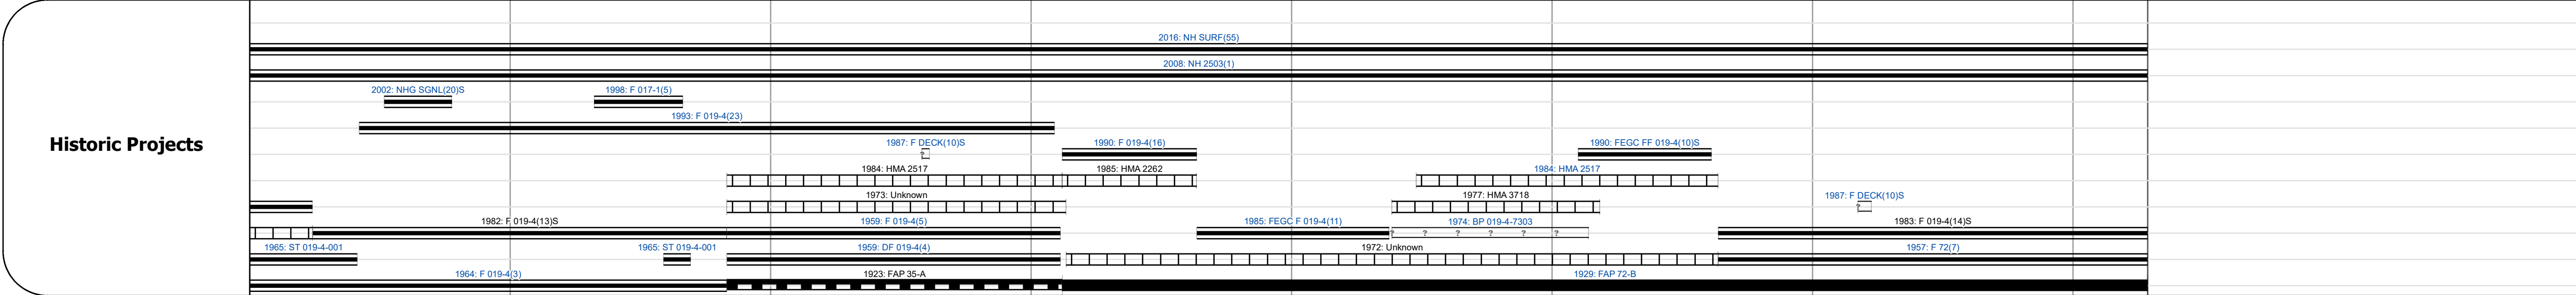 2016: NH SURF(55)
2008: NH 2503(1)
2002: NHG SGNL(20)S
1998: F 017-1(5)
1993: F 019-4(23)
Historic Projects
1987: F DECK(10)S
1990: F 019-4(16)
1990: FEGC FF 019-4(10)S
1984: HMA 2517
1985: HMA 2262
1984: HMA 2517
1973: Unknown
1977: HMA 3718
1987: F DECK(10)S
1982: F 019-4(13)S
1959: F 019-4(5)
1985: FEGC F 019-4(11)
1974: BP 019-4-7303
1983: F 019-4(14)S
? ? ? ? ? ?
1965: ST 019-4-001
1965: ST 019-4-001
1959: DF 019-4(4)
1972: Unknown
1957: F 72(7)
1964: F 019-4(3)
1923: FAP 35-A
1929: FAP 72-B